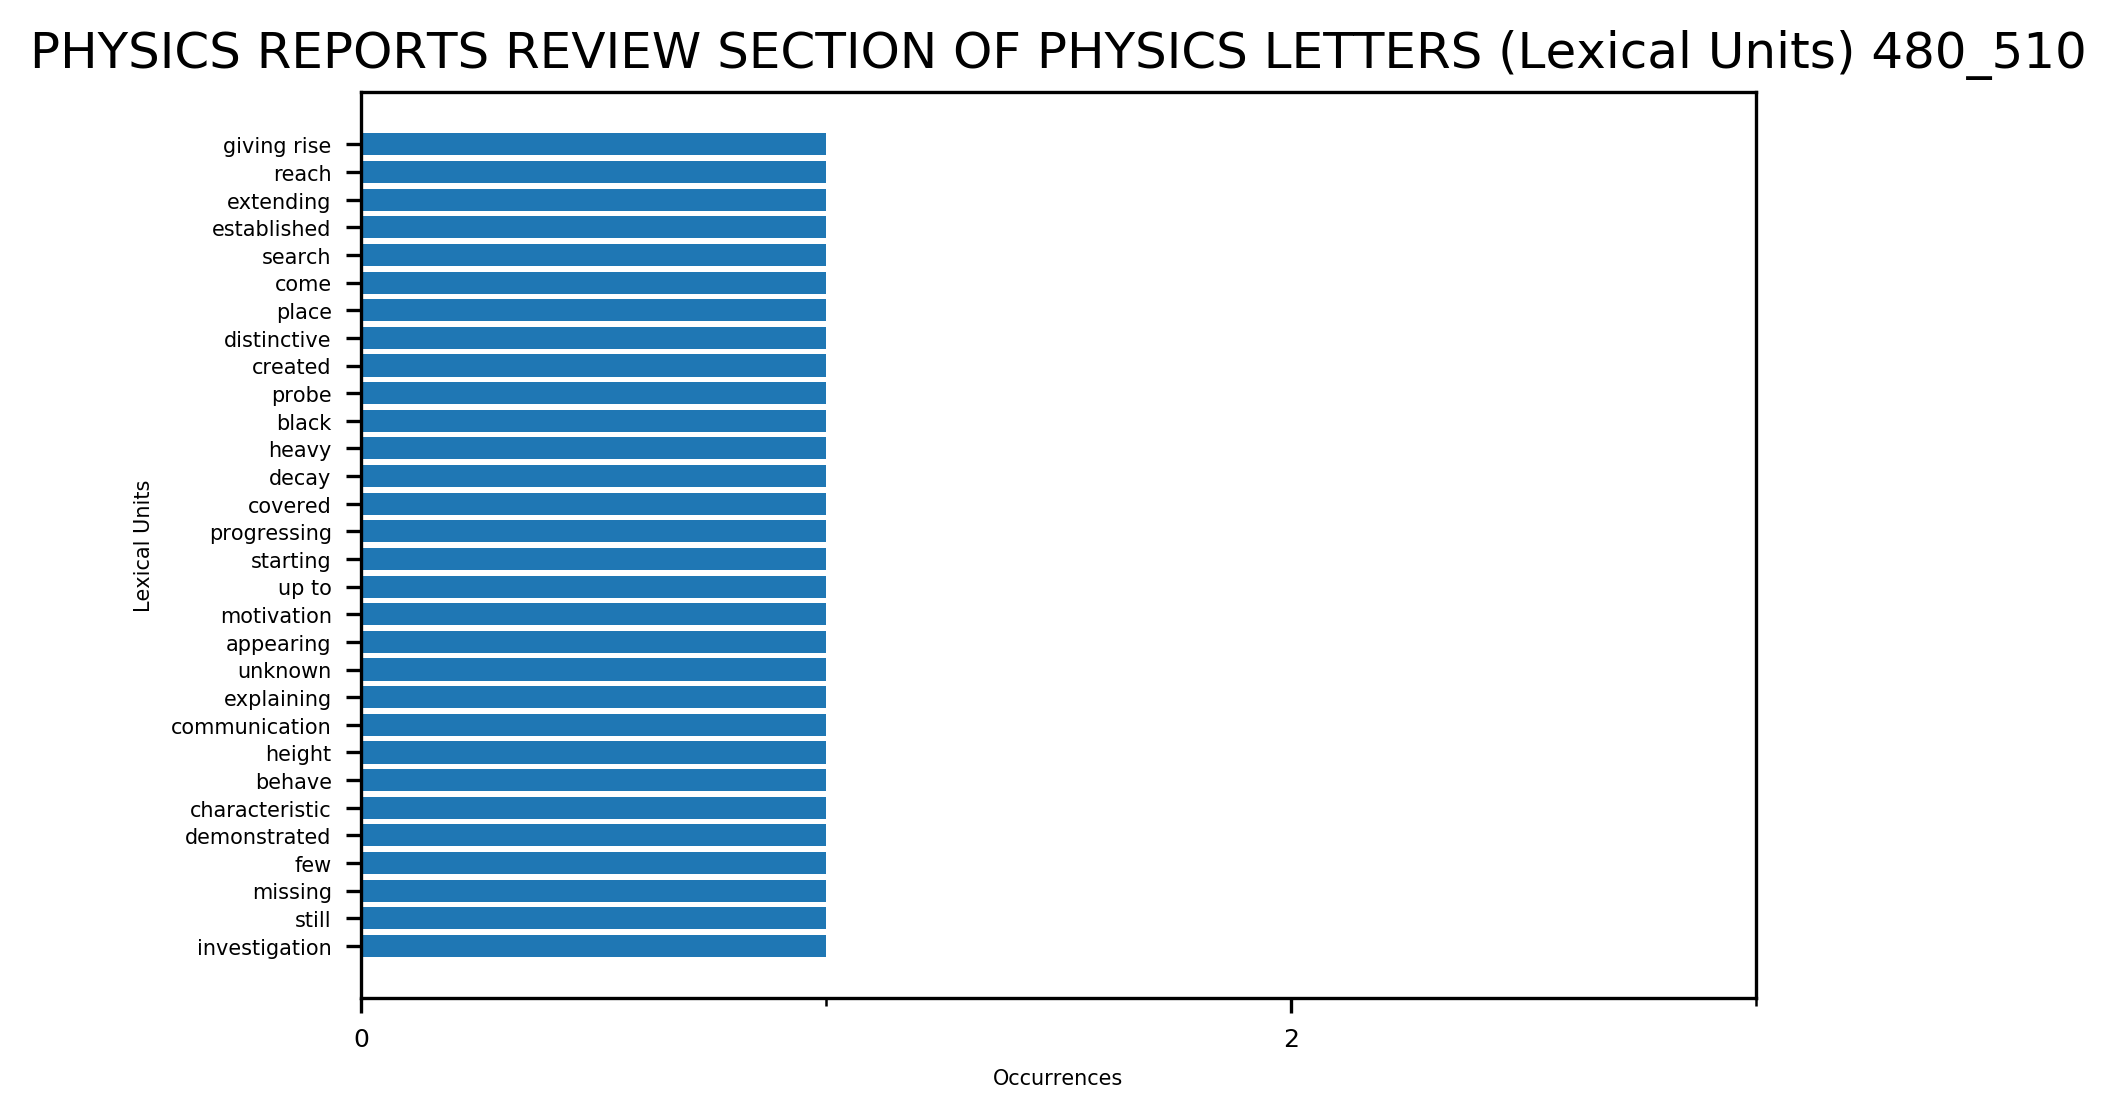 PHYSICS REPORTS REVIEW SECTION OF PHYSICS LETTERS (Lexical Units) 480_510
giving rise
reach
extending
established
search
come
place
distinctive
created
probe
black
heavy
decay
covered
progressing
starting
up to
motivation
appearing
unknown
explaining
communication
height
behave
characteristic
demonstrated
few
missing
still
investigation
Lexical Units
0
2
Occurrences